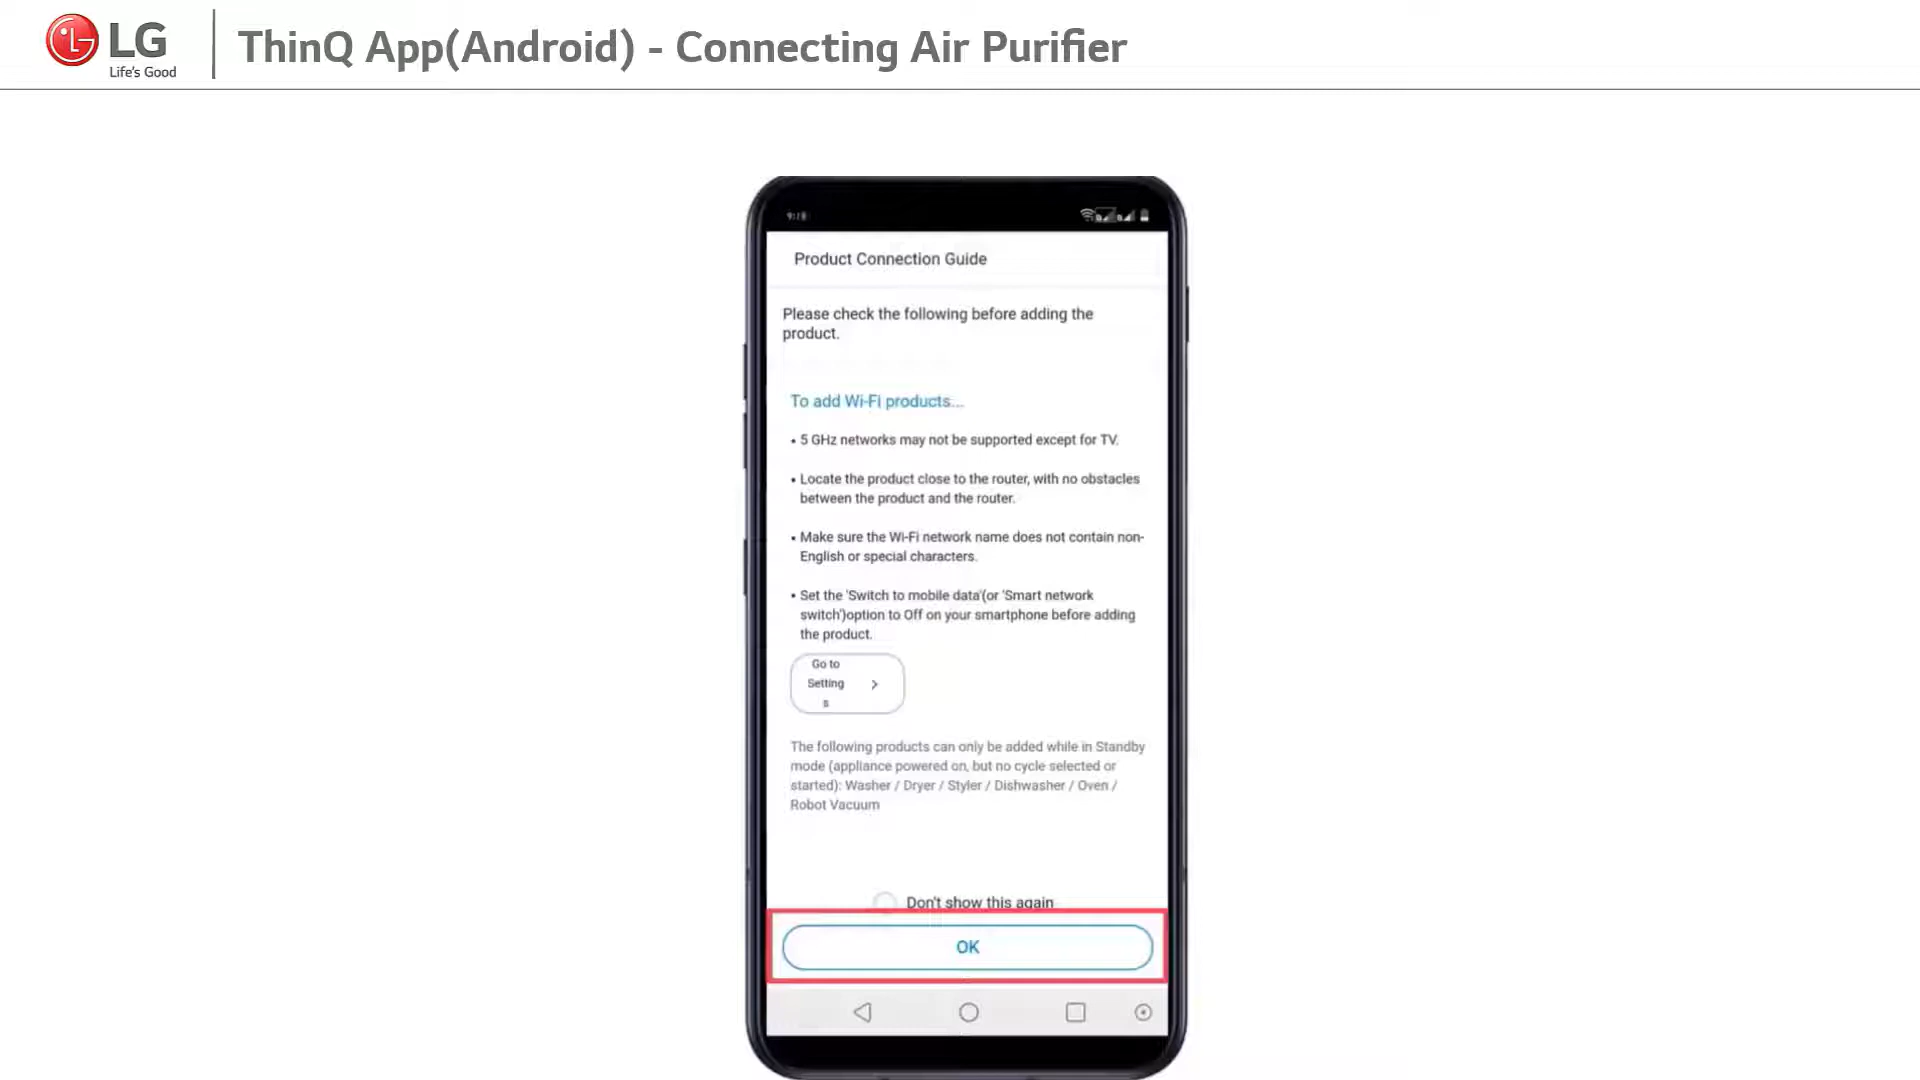 LG
Life's Good
ThinQ App(Android) - Connecting Air Purifier
9:18
Product Connection Guide
Please check the following before adding the
product.
To add Wi-Fi products...
• 5 GHz networks may not be supported except for TV.
• Locate the product close to the router, with no obstacles
between the product and the router.
• Make sure the Wi-Fi network name does not contain non-
English or special characters.
• Set the 'Switch to mobile data'(or 'Smart network
switch')option to Off on your smartphone before adding
the product.
Go to
Setting
s
The following products can only be added while in Standby
mode (appliance powered on, but no cycle selected or
started): Washer / Dryer / Styler / Dishwasher / Oven /
Robot Vacuum
Don't show this again
OK